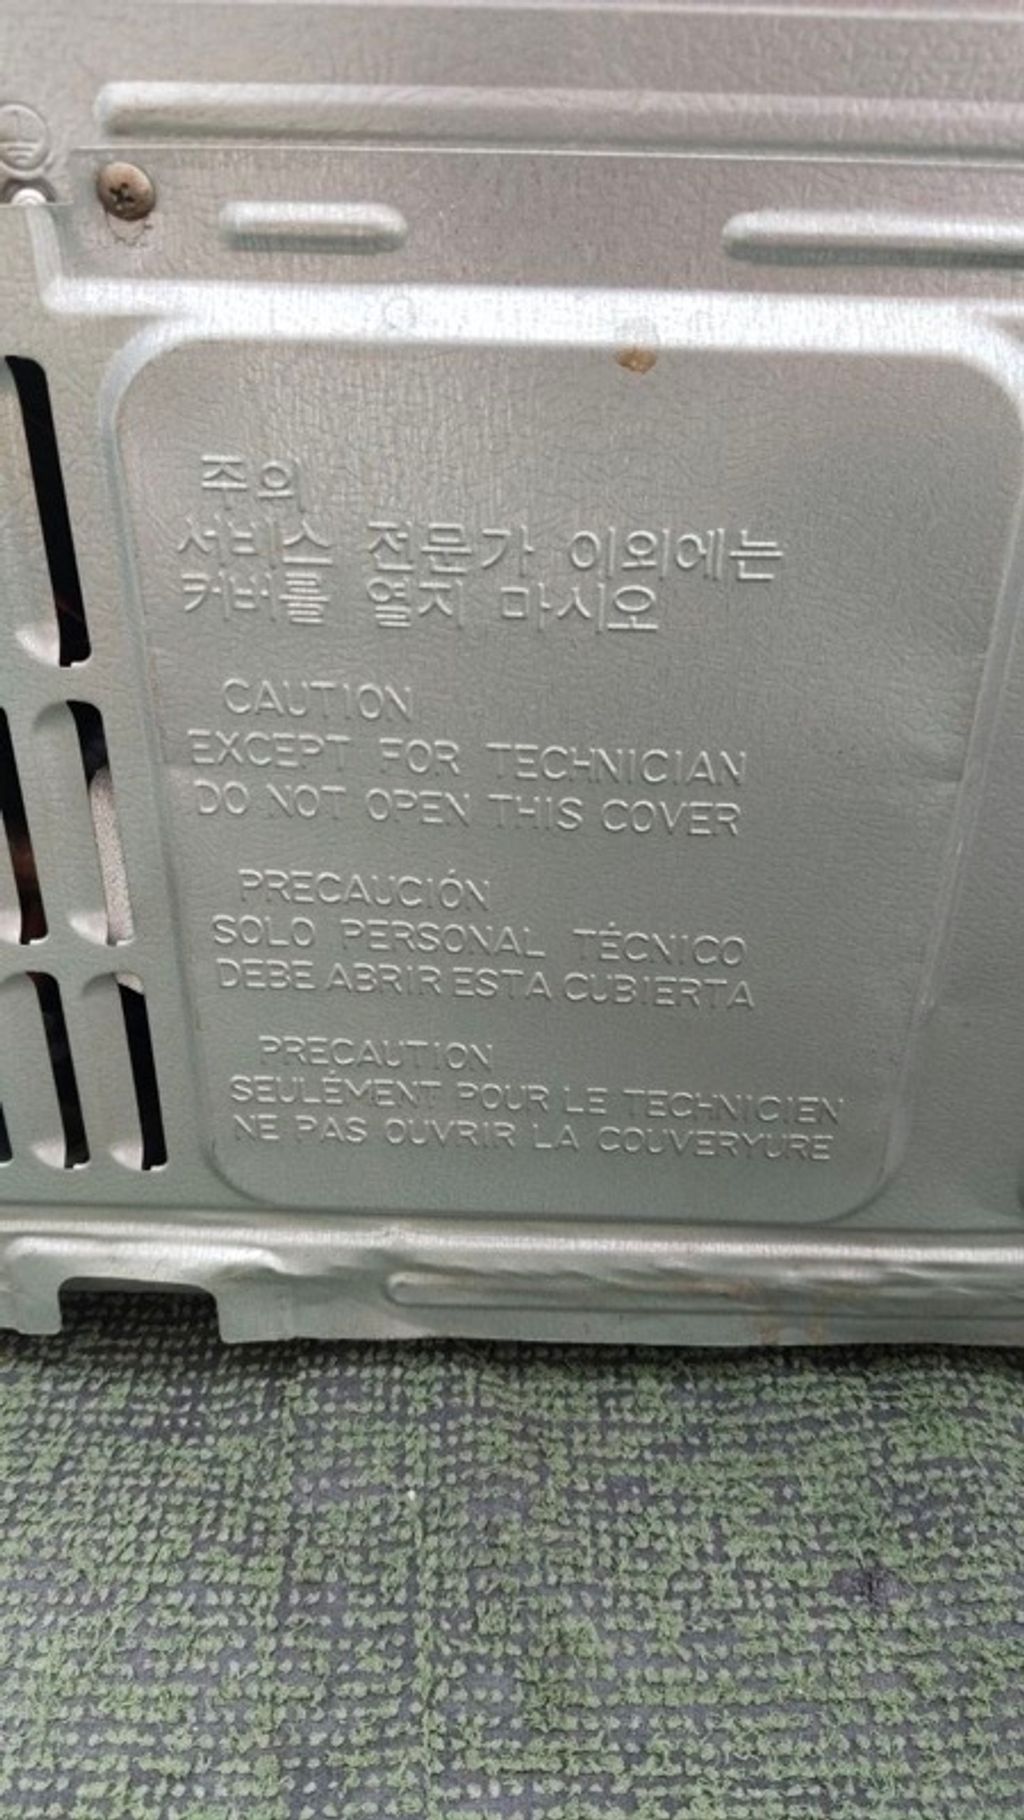 주의
서비스 전문가 이외에는
커버를 열지 마시오
CAUTION
EXCEPT FOR TECHNICIAN
DO NOT OPEN THIS COVER
PRECAUCIÓN
SOLO PERSONAL TÉCNICO
DEBE ABRIR ESTA CUBIERTA
PRECAUTION
SEULÉMENT POUR LE TECHNICIEN
NE PAS OUVRIR LA COUVERYURE